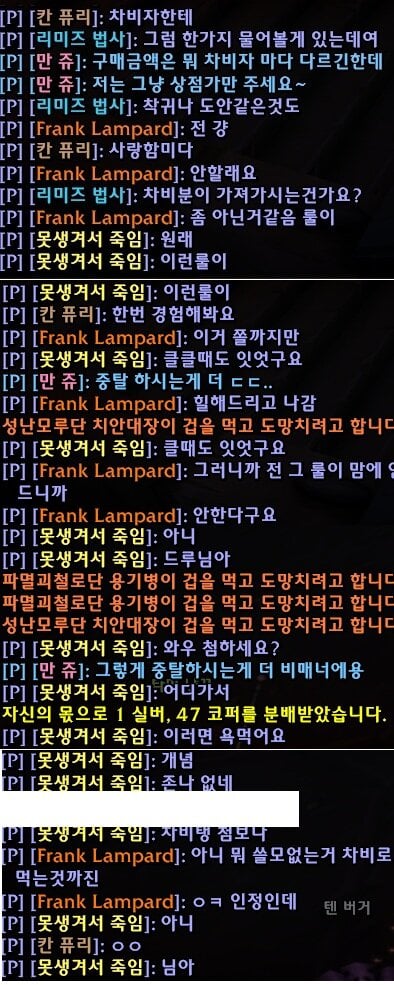 [P] [칸 퓨리]: 차비자한테
[P] [리미즈 법사]: 그럼 한가지 물어볼게 있는데여
[P] [만 쥬]: 구매금액은 뭐 차비자 마다 다르긴한데
[P] [만 쥬]: 저는 그냥 상점가만 주세요~
[P] [리미즈 법사]: 착귀나 도안같은것도
[P] [Frank Lampard]: 전 걍
[P] [칸 퓨리]: 사랑함미다
[P] [Frank Lampard]: 안할래요
[P] [리미즈 법사]: 차비분이 가져가시는건가요?
[P] [Frank Lampard]: 좀 아닌거같음 룰이
[P] [못생겨서 죽임]: 원래
[P] [못생겨서 죽임]: 이런룰이
[P] [못생겨서 죽임]: 이런룰이
[P] [칸 퓨리]: 한번 경험해봐요
[P] [Frank Lampard]: 이거 쫄까지만
[P] [못생겨서 죽임]: 클클때도 잇엇구요
[P] [만 쥬]: 중탈 하시는게 더 ㄷㄷ..
[P] [Frank Lampard]: 힐해드리고 나감
성난모루단 치안대장이 겁을 먹고 도망치려고 합니다
[P] [못생겨서 죽임]: 클때도 잇엇구요
[P] [Frank Lampard]: 그러니까 전 그 룰이 맘에 안
드니까
[P] [Frank Lampard]: 안한다구요
[P] [못생겨서 죽임]: 아니
[P] [못생겨서 죽임]: 드루님아
파멸괴철로단 용기병이 겁을 먹고 도망치려고 합니다
파멸괴철로단 용기병이 겁을 먹고 도망치려고 합니다
성난모루단 치안대장이 겁을 먹고 도망치려고 합니다
[P] [못생겨서 죽임]: 와우 첨하세요?
[P] [만 쥬]: 그렇게 중탈하시는게 더 비매너에용
[P] [못생겨서 죽임]: 어디가서
자신의 몫으로 1 실버, 47 코퍼를 분배받았습니다.
[P] [못생겨서 죽임]: 이러면 욕먹어요
[P] [못생겨서 죽임]: 개념
[P] [못생겨서 죽임]: 존나 없네
[P] [못생겨서 죽임]: 차비탱 첨보나
[P] [Frank Lampard]: 아니 뭐 쓸모없는거 차비로
먹는것까진
[P] [Frank Lampard]: ㅇㅋ 인정인데
텐 버거
[P] [못생겨서 죽임]: 아니
[P] [칸 퓨리]: ㅇㅇ
[P] [못생겨서 죽임]: 님아